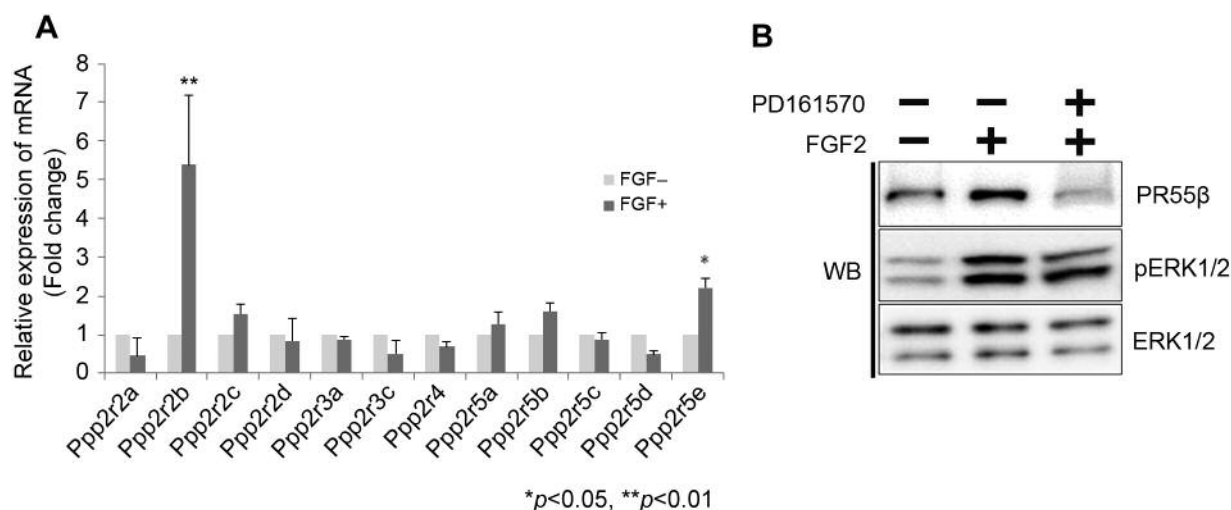 A
Relative expression of mRNA
(Fold change)
8
7
6
5
4
3
2
1
0
**
*
FGF−
FGF+
Ppp2r2a
Ppp2r2b
Ppp2r2c
Ppp2r2d
Ppp2r3a
Ppp2r3c
Ppp2r4
Ppp2r5a
Ppp2r5b
Ppp2r5c
Ppp2r5d
Ppp2r5e
*p<0.05, **p<0.01
B
PD161570 − − +
FGF2 − + +
WB
PR55β
pERK1/2
ERK1/2